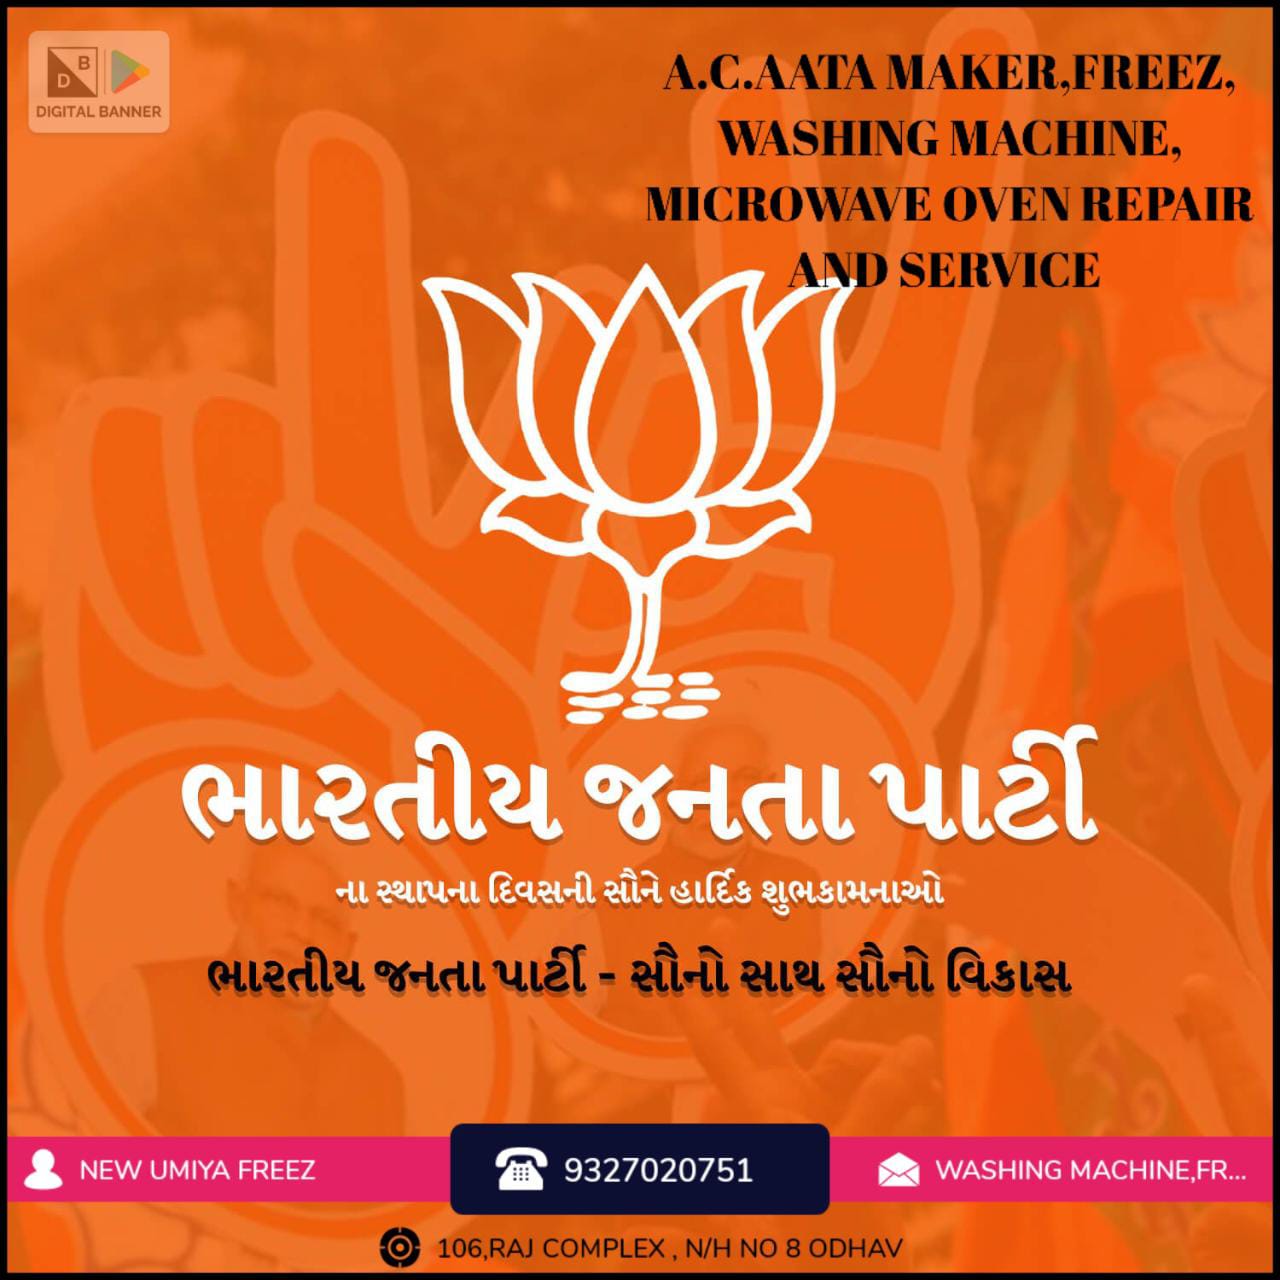 DB
DIGITAL BANNER
A.C.AATA MAKER,FREEZ,
WASHING MACHINE,
MICROWAVE OVEN REPAIR
AND SERVICE
ભારતીય જનતા પાર્ટી
ના સ્થાપના દિવસની સૌને હાર્દિક શુભકામનાઓ
ભારતીય જનતા પાર્ટી - સૌનો સાથ સૌનો વિકાસ
NEW UMIYA FREEZ
9327020751
WASHING MACHINE,FR...
106,RAJ COMPLEX , N/H NO 8 ODHAV